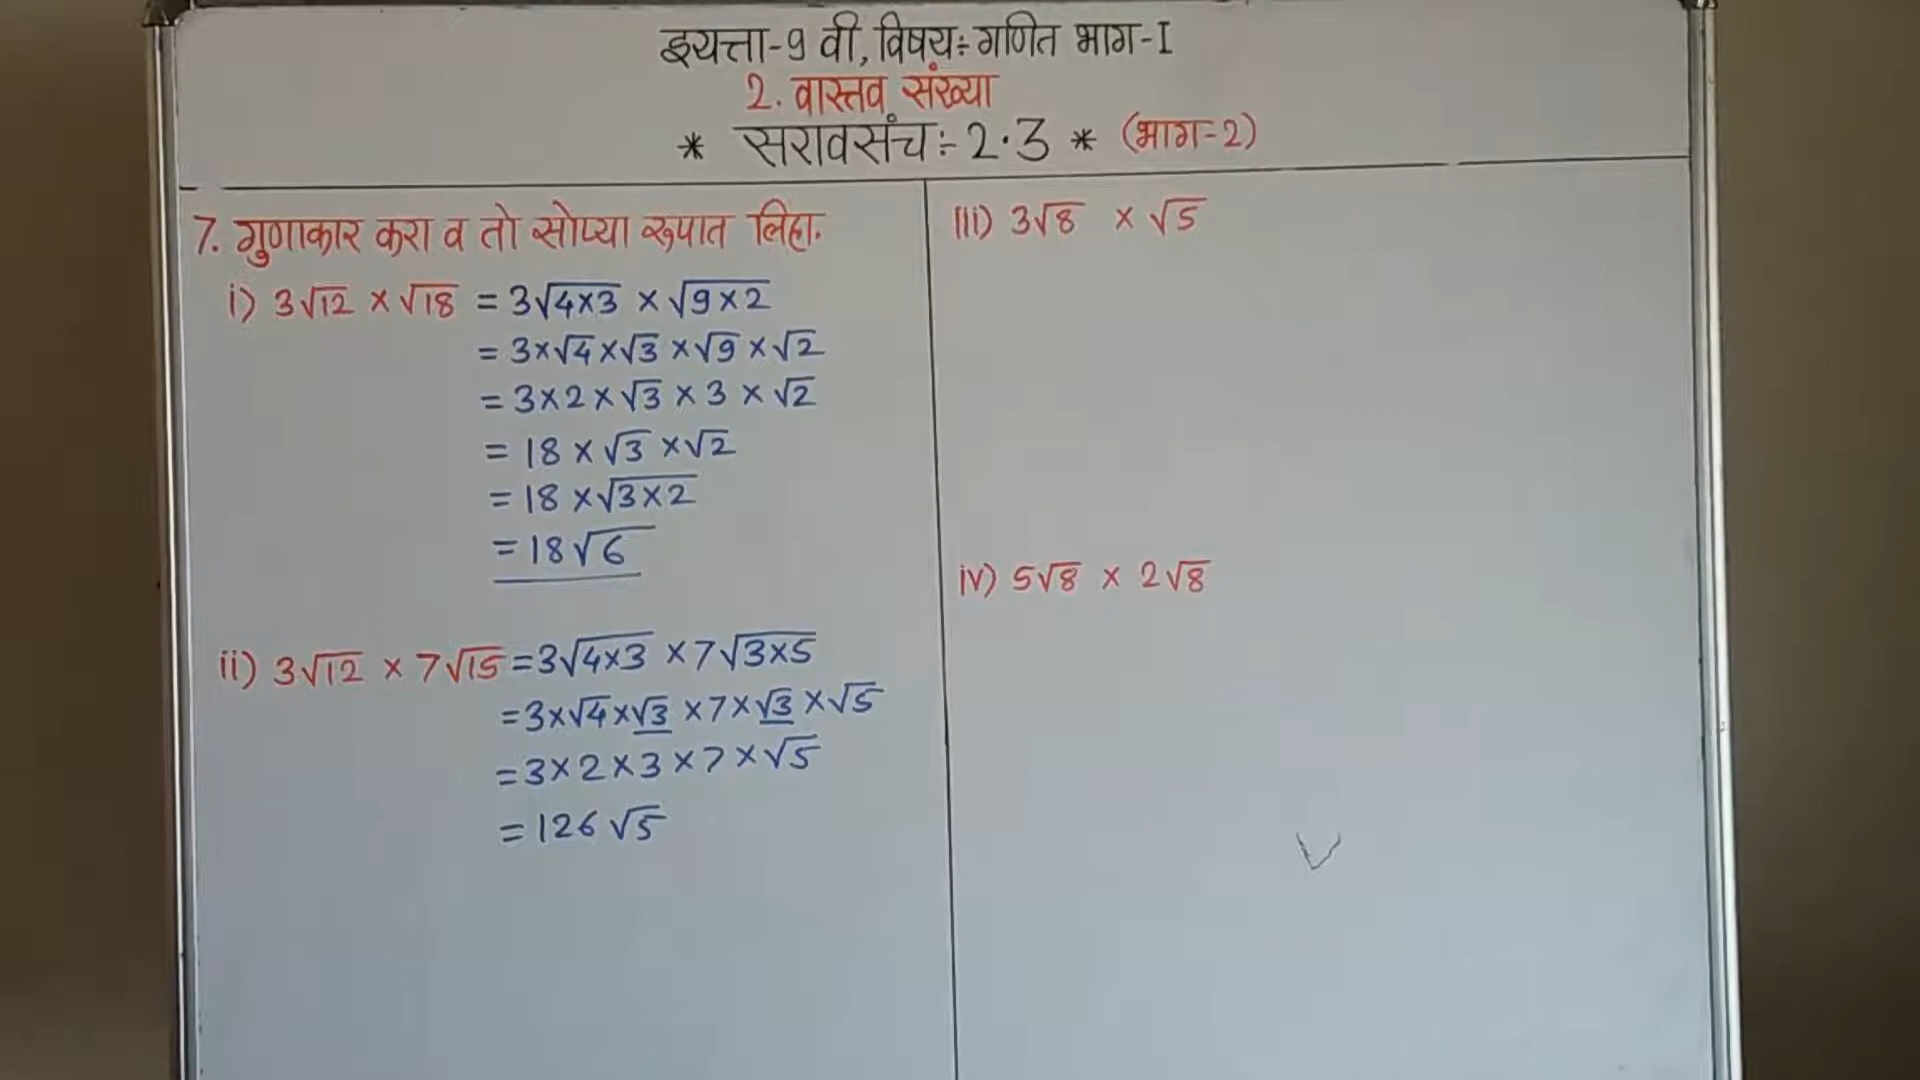 इयत्ता-9 वी, विषय:- गणित भाग-I
2. वास्तव संख्या
* सरावसंच:- 2.3 * (भाग-2)
7. गुणाकार करा व तो सोप्या रूपात लिहा.
i) 3√12 × √18 = 3√4×3 × √9×2
= 3×√4×√3 ×√9 ×√2
= 3×2×√3 × 3 × √2
= 18 × √3 ×√2
= 18 ×√3×2
= 18√6
ii) 3√12 × 7√15 = 3√4×3 ×7√3×5
= 3×√4×√3 ×7×√3 ×√5
= 3×2×3×7×√5
= 126√5
iii) 3√8 × √5
iv) 5√8 × 2√8